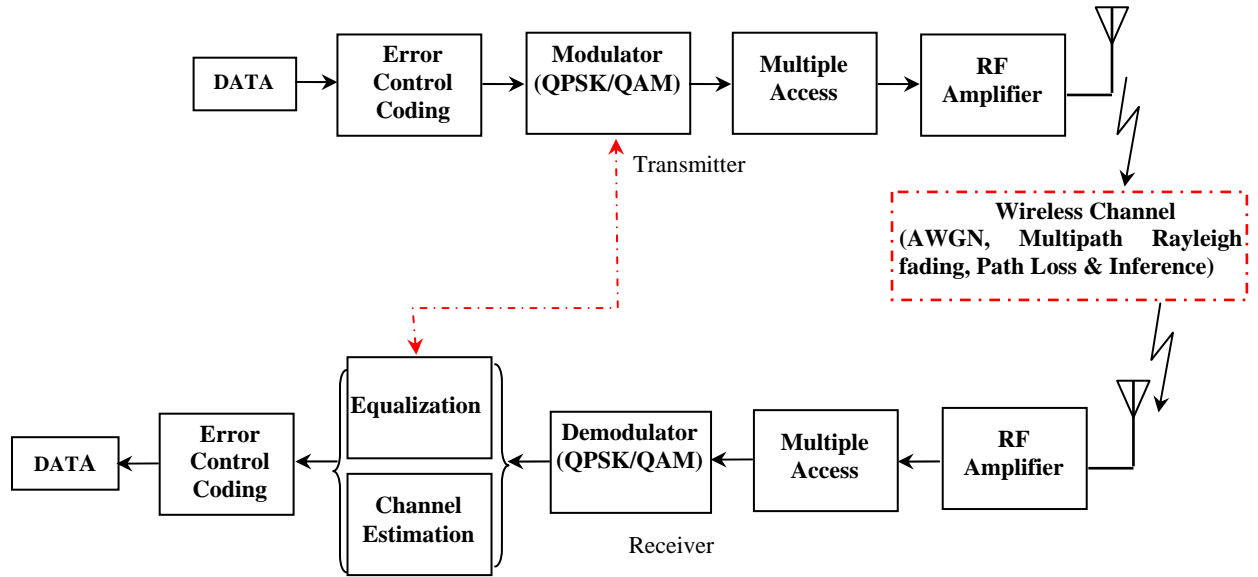 DATA
Error
Control
Coding
Modulator
(QPSK/QAM)
Multiple
Access
RF
Amplifier
Transmitter
Wireless Channel
(AWGN, Multipath Rayleigh
fading, Path Loss & Inference)
DATA
Error
Control
Coding
Equalization
Channel
Estimation
Demodulator
(QPSK/QAM)
Multiple
Access
RF
Amplifier
Receiver